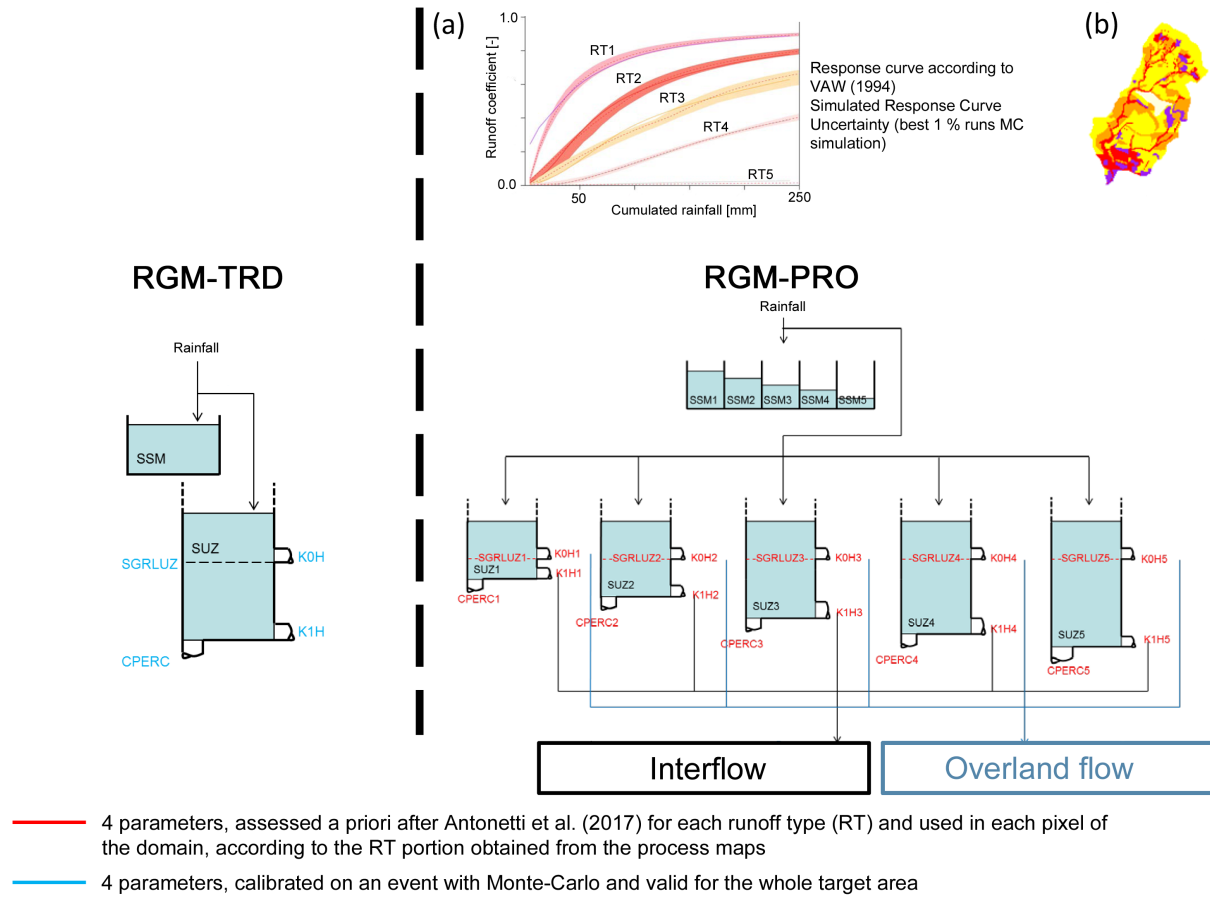 (a)
(b)
1.0
Runoff coefficient [-]
RT1
RT2
RT3
RT4
RT5
0.0
50
250
Cumulated rainfall [mm]
Response curve according to
VAW (1994)
Simulated Response Curve
Uncertainty (best 1 % runs MC
simulation)
RGM-TRD
Rainfall
SSM
SUZ
SGRLUZ
K0H
K1H
CPERC
RGM-PRO
Rainfall
SSM1
SSM2
SSM3
SSM4
SSM5
SGRLUZ1
K0H1
SUZ1
K1H1
CPERC1
SGRLUZ2
K0H2
SUZ2
K1H2
CPERC2
SGRLUZ3
K0H3
SUZ3
K1H3
CPERC3
SGRLUZ4
K0H4
SUZ4
K1H4
CPERC4
SGRLUZ5
K0H5
SUZ5
K1H5
CPERC5
Interflow
Overland flow
4 parameters, assessed a priori after Antonetti et al. (2017) for each runoff type (RT) and used in each pixel of
the domain, according to the RT portion obtained from the process maps
4 parameters, calibrated on an event with Monte-Carlo and valid for the whole target area